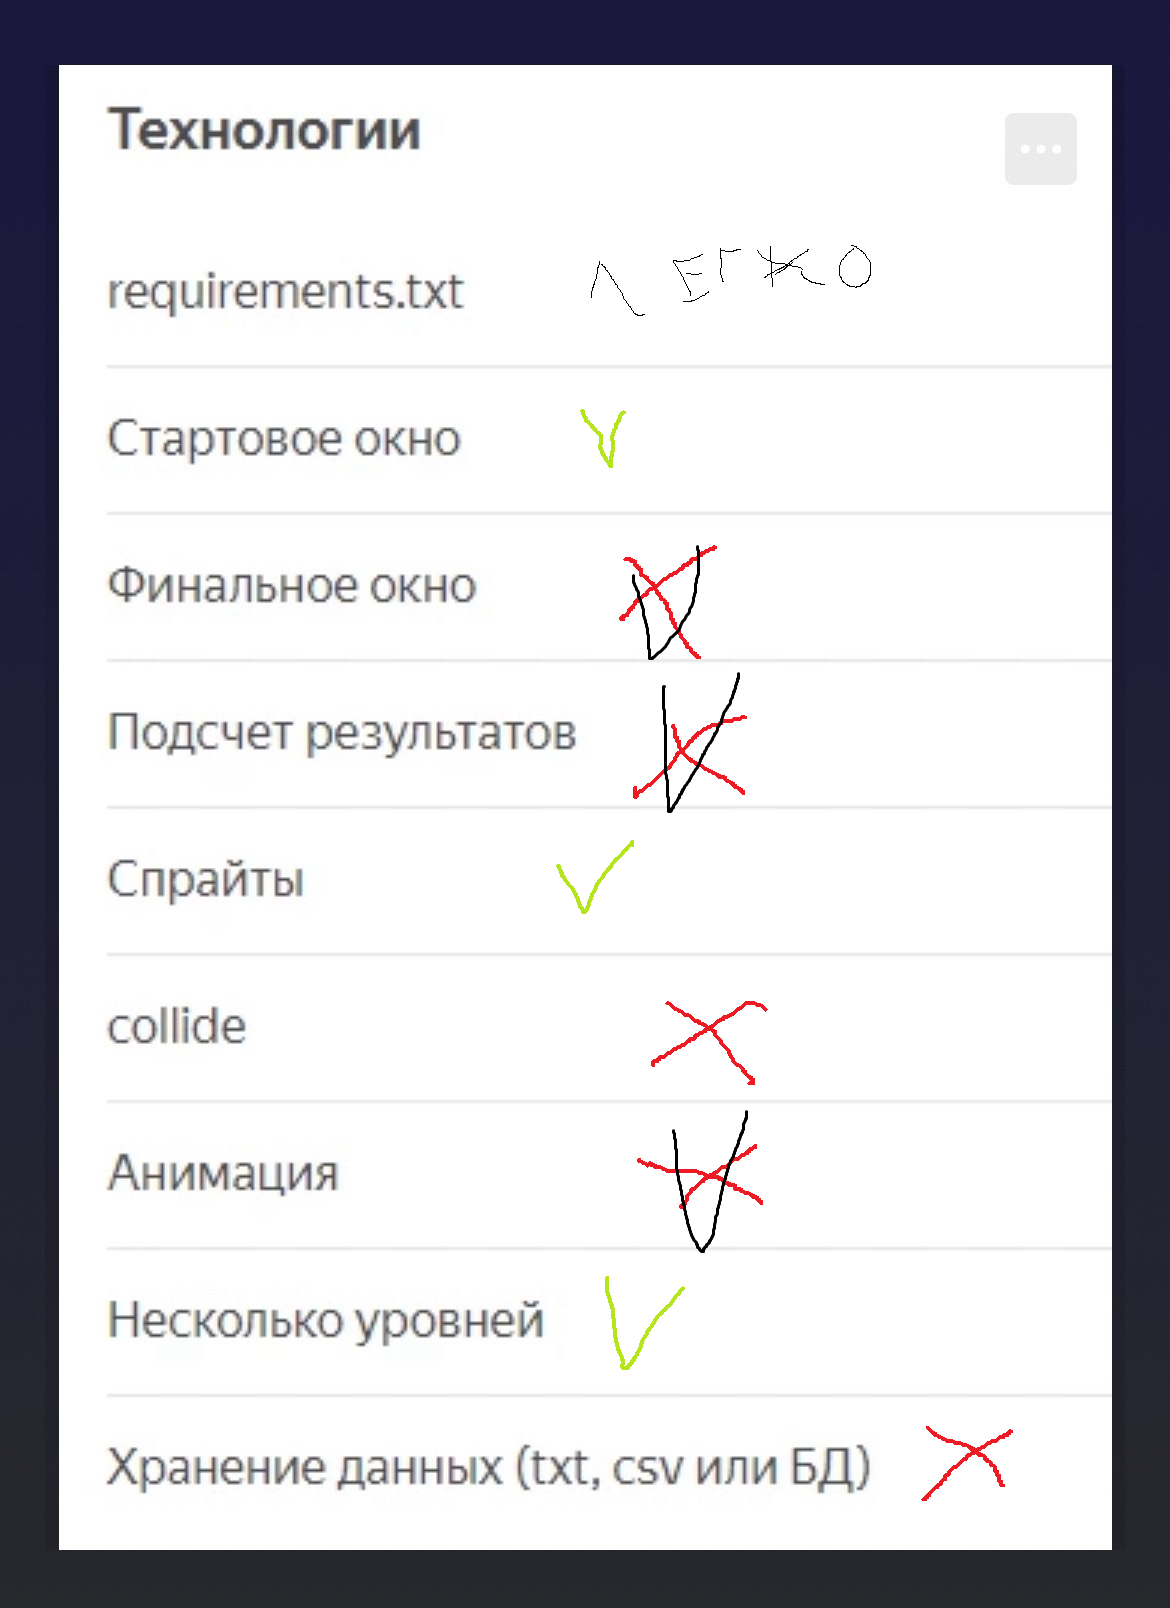 Технологии
requirements.txt ЛЕГКО
Стартовое окно
Финальное окно
Подсчет результатов
Спрайты
collide
Анимация
Несколько уровней
Хранение данных (txt, csv или БД)